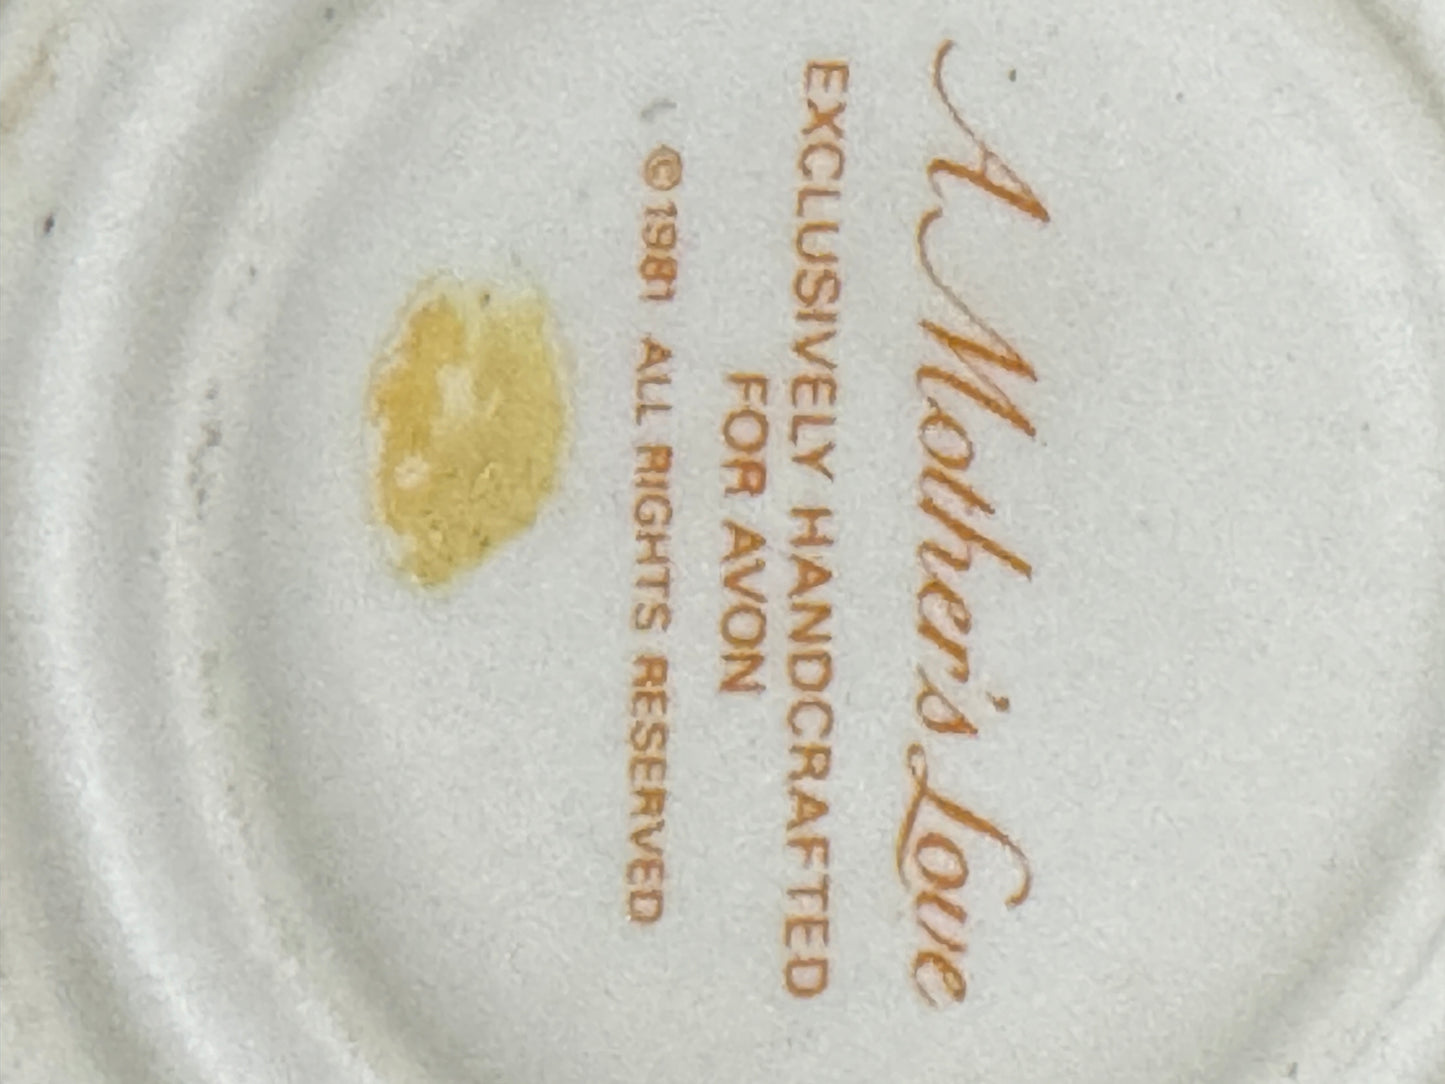 A Mother's Love
EXCLUSIVELY HANDCRAFTED
FOR AVON
© 1981 ALL RIGHTS RESERVED